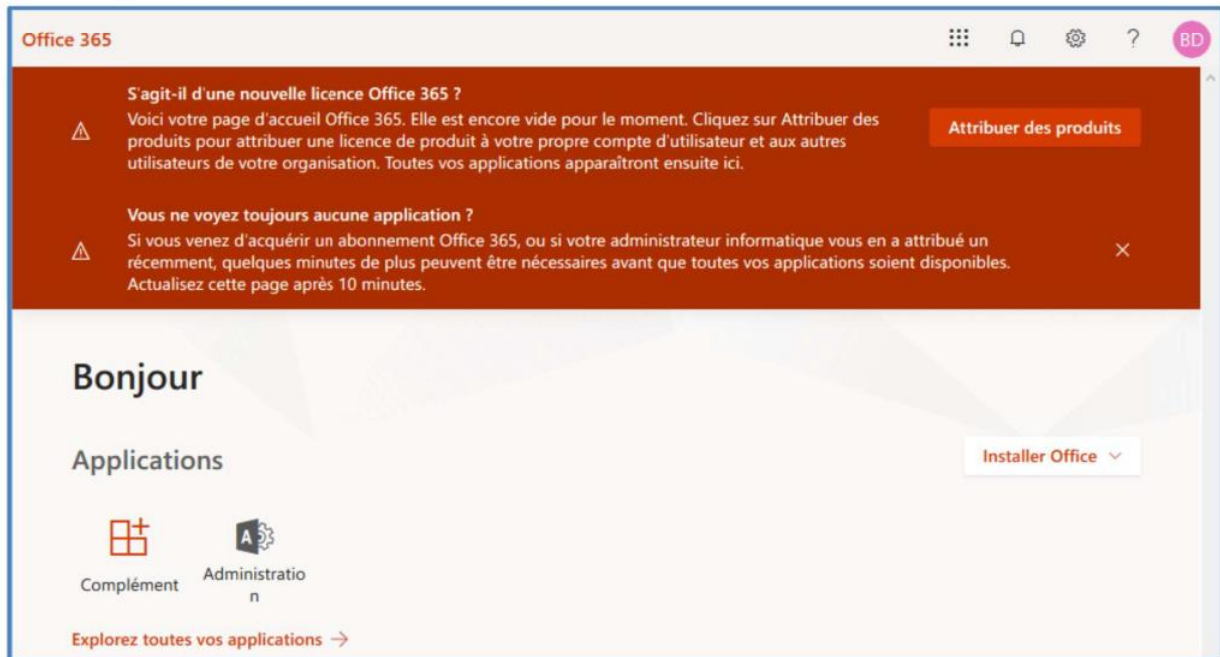 Office 365
?
BD
S'agit-il d'une nouvelle licence Office 365 ?
Voici votre page d'accueil Office 365. Elle est encore vide pour le moment. Cliquez sur Attribuer des
produits pour attribuer une licence de produit à votre propre compte d'utilisateur et aux autres
utilisateurs de votre organisation. Toutes vos applications apparaîtront ensuite ici.
Attribuer des produits
Vous ne voyez toujours aucune application ?
Si vous venez d'acquérir un abonnement Office 365, ou si votre administrateur informatique vous en a attribué un
récemment, quelques minutes de plus peuvent être nécessaires avant que toutes vos applications soient disponibles.
Actualisez cette page après 10 minutes.
Bonjour
Applications
Installer Office
A
Complément
Administratio
n
Explorez toutes vos applications →